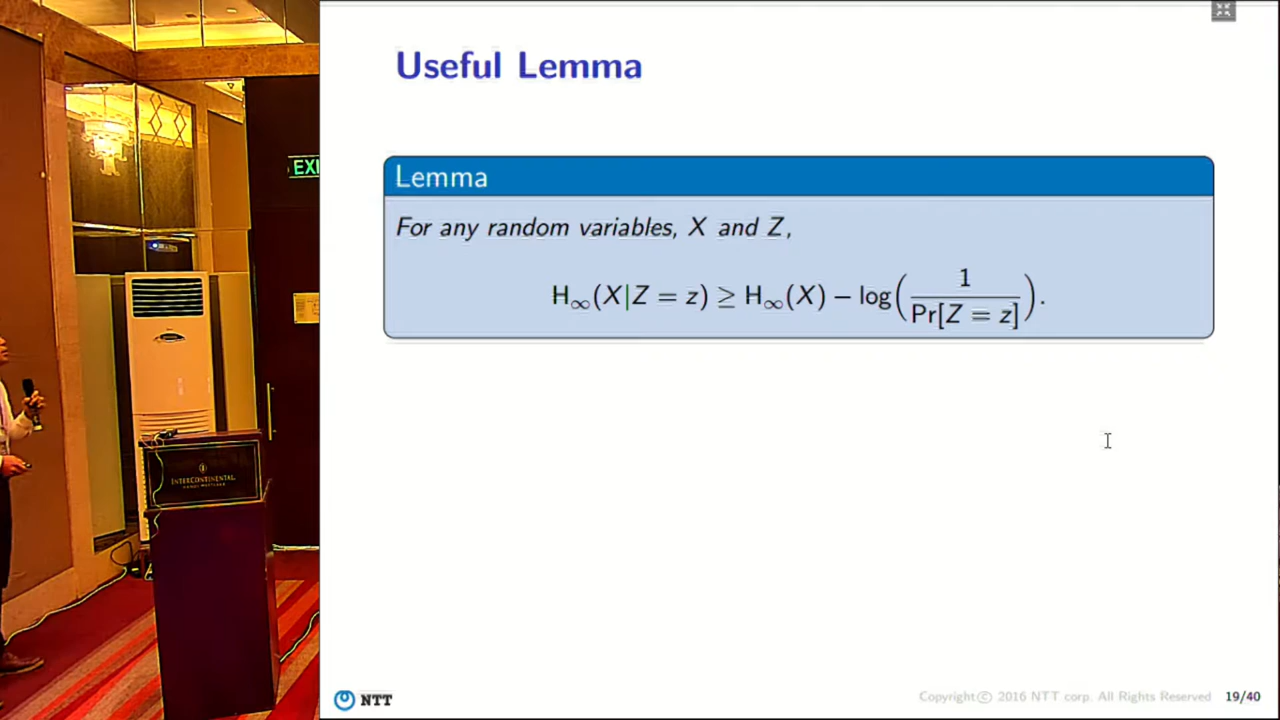 Useful Lemma
Lemma
For any random variables, X and Z,
H∞(X|Z = z) ≥ H∞(X) − log(1/Pr[Z = z]).
EXI
INTERCONTINENTAL
NTT
Copyright© 2016 NTT corp. All Rights Reserved 19/40